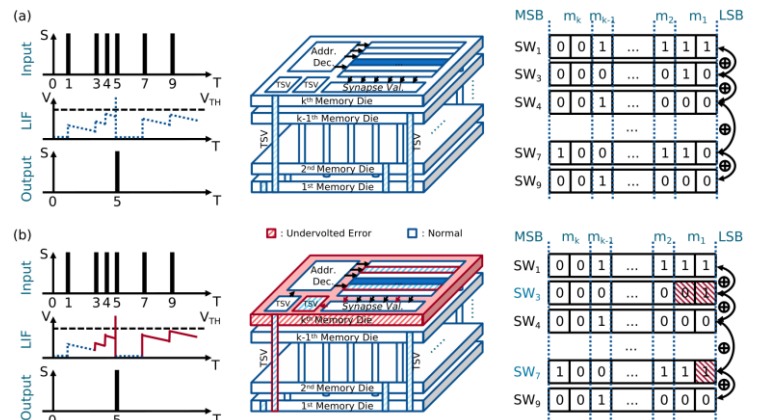 (a)
Input
S
0 1 3 4 5 7 9 T
LIF
V
V_TH
T
Output
S
5 T
Addr.
Dec.
TSV TSV Synapse Val.
k^th Memory Die
k-1^th Memory Die
TSV TSV
2^nd Memory Die
1^st Memory Die
MSB m_k m_k-1 m_2 m_1 LSB
SW_1 0 0 1 ... 1 1 1
SW_3 0 0 0 ... 0 1 0
SW_4 0 0 1 ... 0 0 0
...
SW_7 1 0 0 ... 1 1 0
SW_9 0 0 1 ... 0 0 0
(b)
: Undervolted Error : Normal
Input
S
0 1 3 4 5 7 9 T
LIF
V
V_TH
T
Output
S
5 T
Addr.
Dec.
TSV TSV Synapse Val.
k^th Memory Die
k-1^th Memory Die
TSV TSV
2^nd Memory Die
1^st Memory Die
MSB m_k m_k-1 m_2 m_1 LSB
SW_1 0 0 1 ... 1 1 1
SW_3 0 0 0 ... 0 1
SW_4 0 0 1 ... 0 0 0
...
SW_7 1 0 0 ... 1 1 1
SW_9 0 0 1 ... 0 0 0